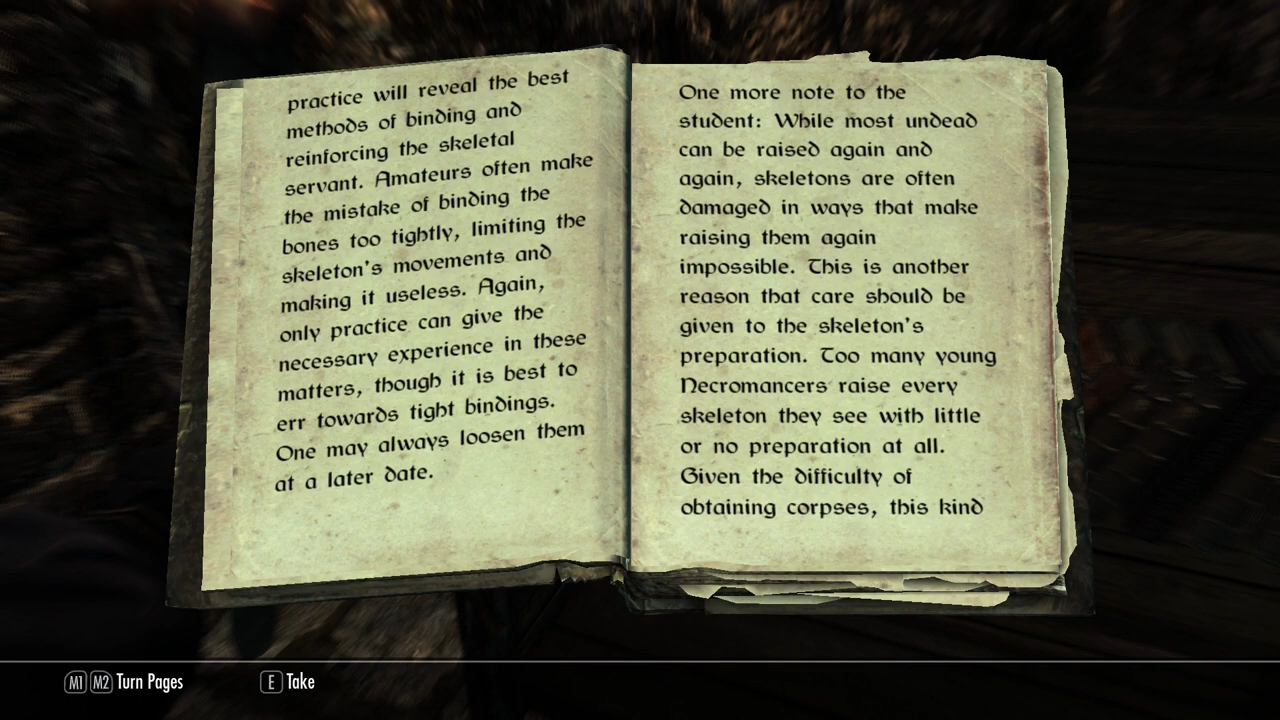 practice will reveal the best
methods of binding and
reinforcing the skeletal
servant. Amateurs often make
the mistake of binding the
bones too tightly, limiting the
skeleton's movements and
making it useless. Again,
only practice can give the
necessary experience in these
matters, though it is best to
err towards tight bindings.
One may always loosen them
at a later date.
One more note to the
student: While most undead
can be raised again and
again, skeletons are often
damaged in ways that make
raising them again
impossible. This is another
reason that care should be
given to the skeleton's
preparation. Too many young
Necromancers raise every
skeleton they see with little
or no preparation at all.
Given the difficulty of
obtaining corpses, this kind
M1 M2 Turn Pages
E Take